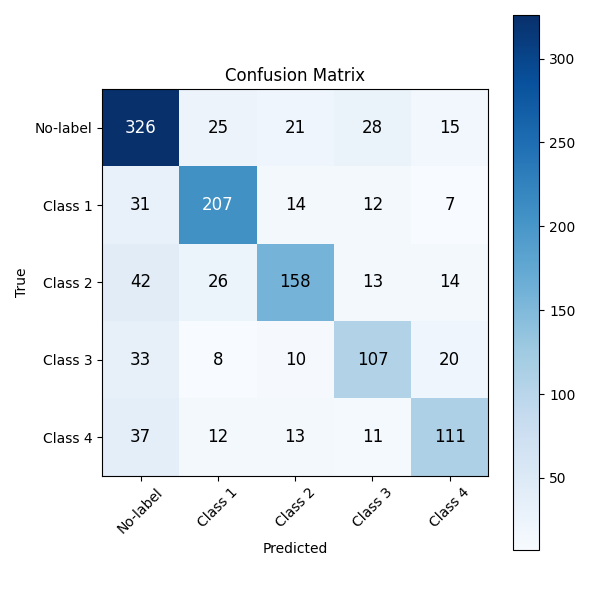 Confusion Matrix
No-label 326 25 21 28 15
Class 1 31 207 14 12 7
Class 2 42 26 158 13 14
Class 3 33 8 10 107 20
Class 4 37 12 13 11 111
No-label Class 1 Class 2 Class 3 Class 4
Predicted
True
300
250
200
150
100
50